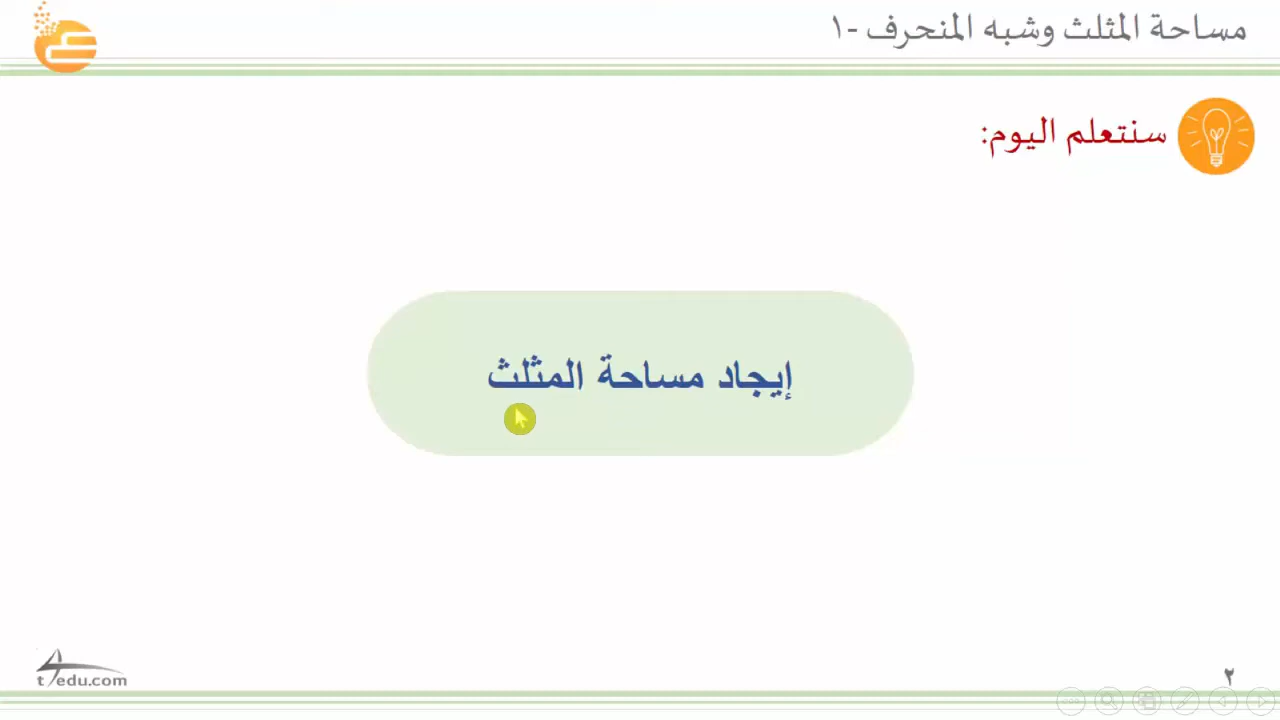 مساحة المثلث وشبه المنحرف -١
سنتعلم اليوم:
إيجاد مساحة المثلث
t4edu.com
٢